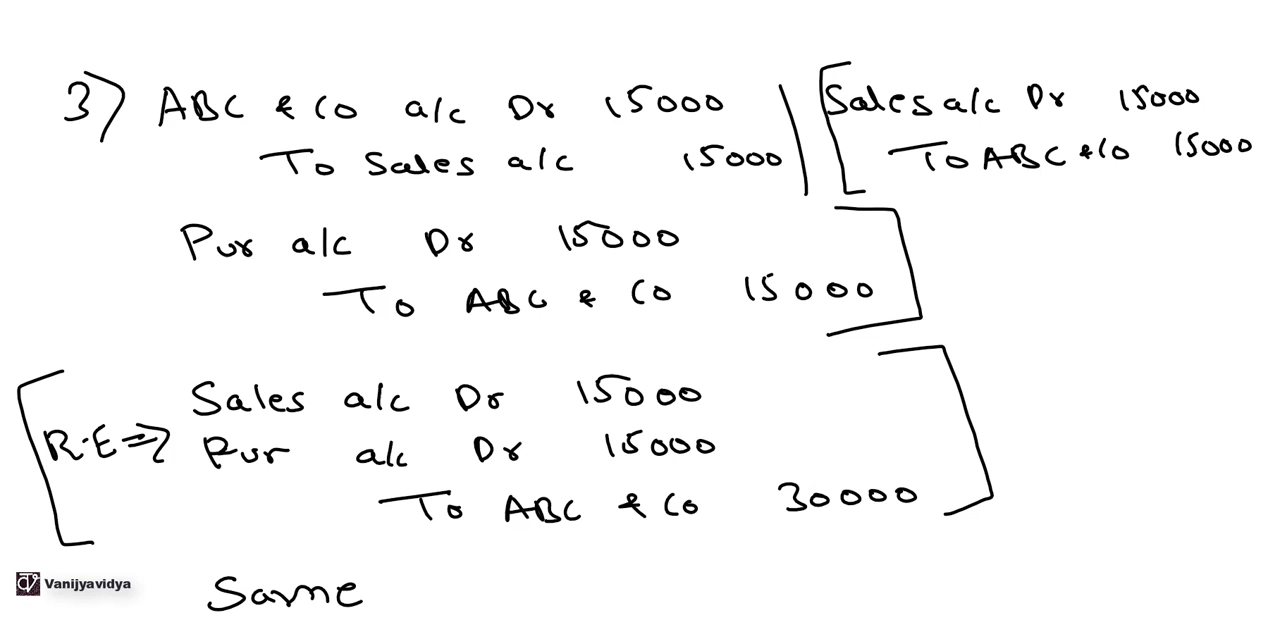 3) ABC & Co a/c Dr 15000
To Sales a/c 15000
Sales a/c Dr 15000
To ABC & Co 15000
Pur a/c Dr 15000
To ABC & Co 15000
R.E => Sales a/c Dr 15000
Pur a/c Dr 15000
To ABC & Co 30000
Vanijyavidya
Same